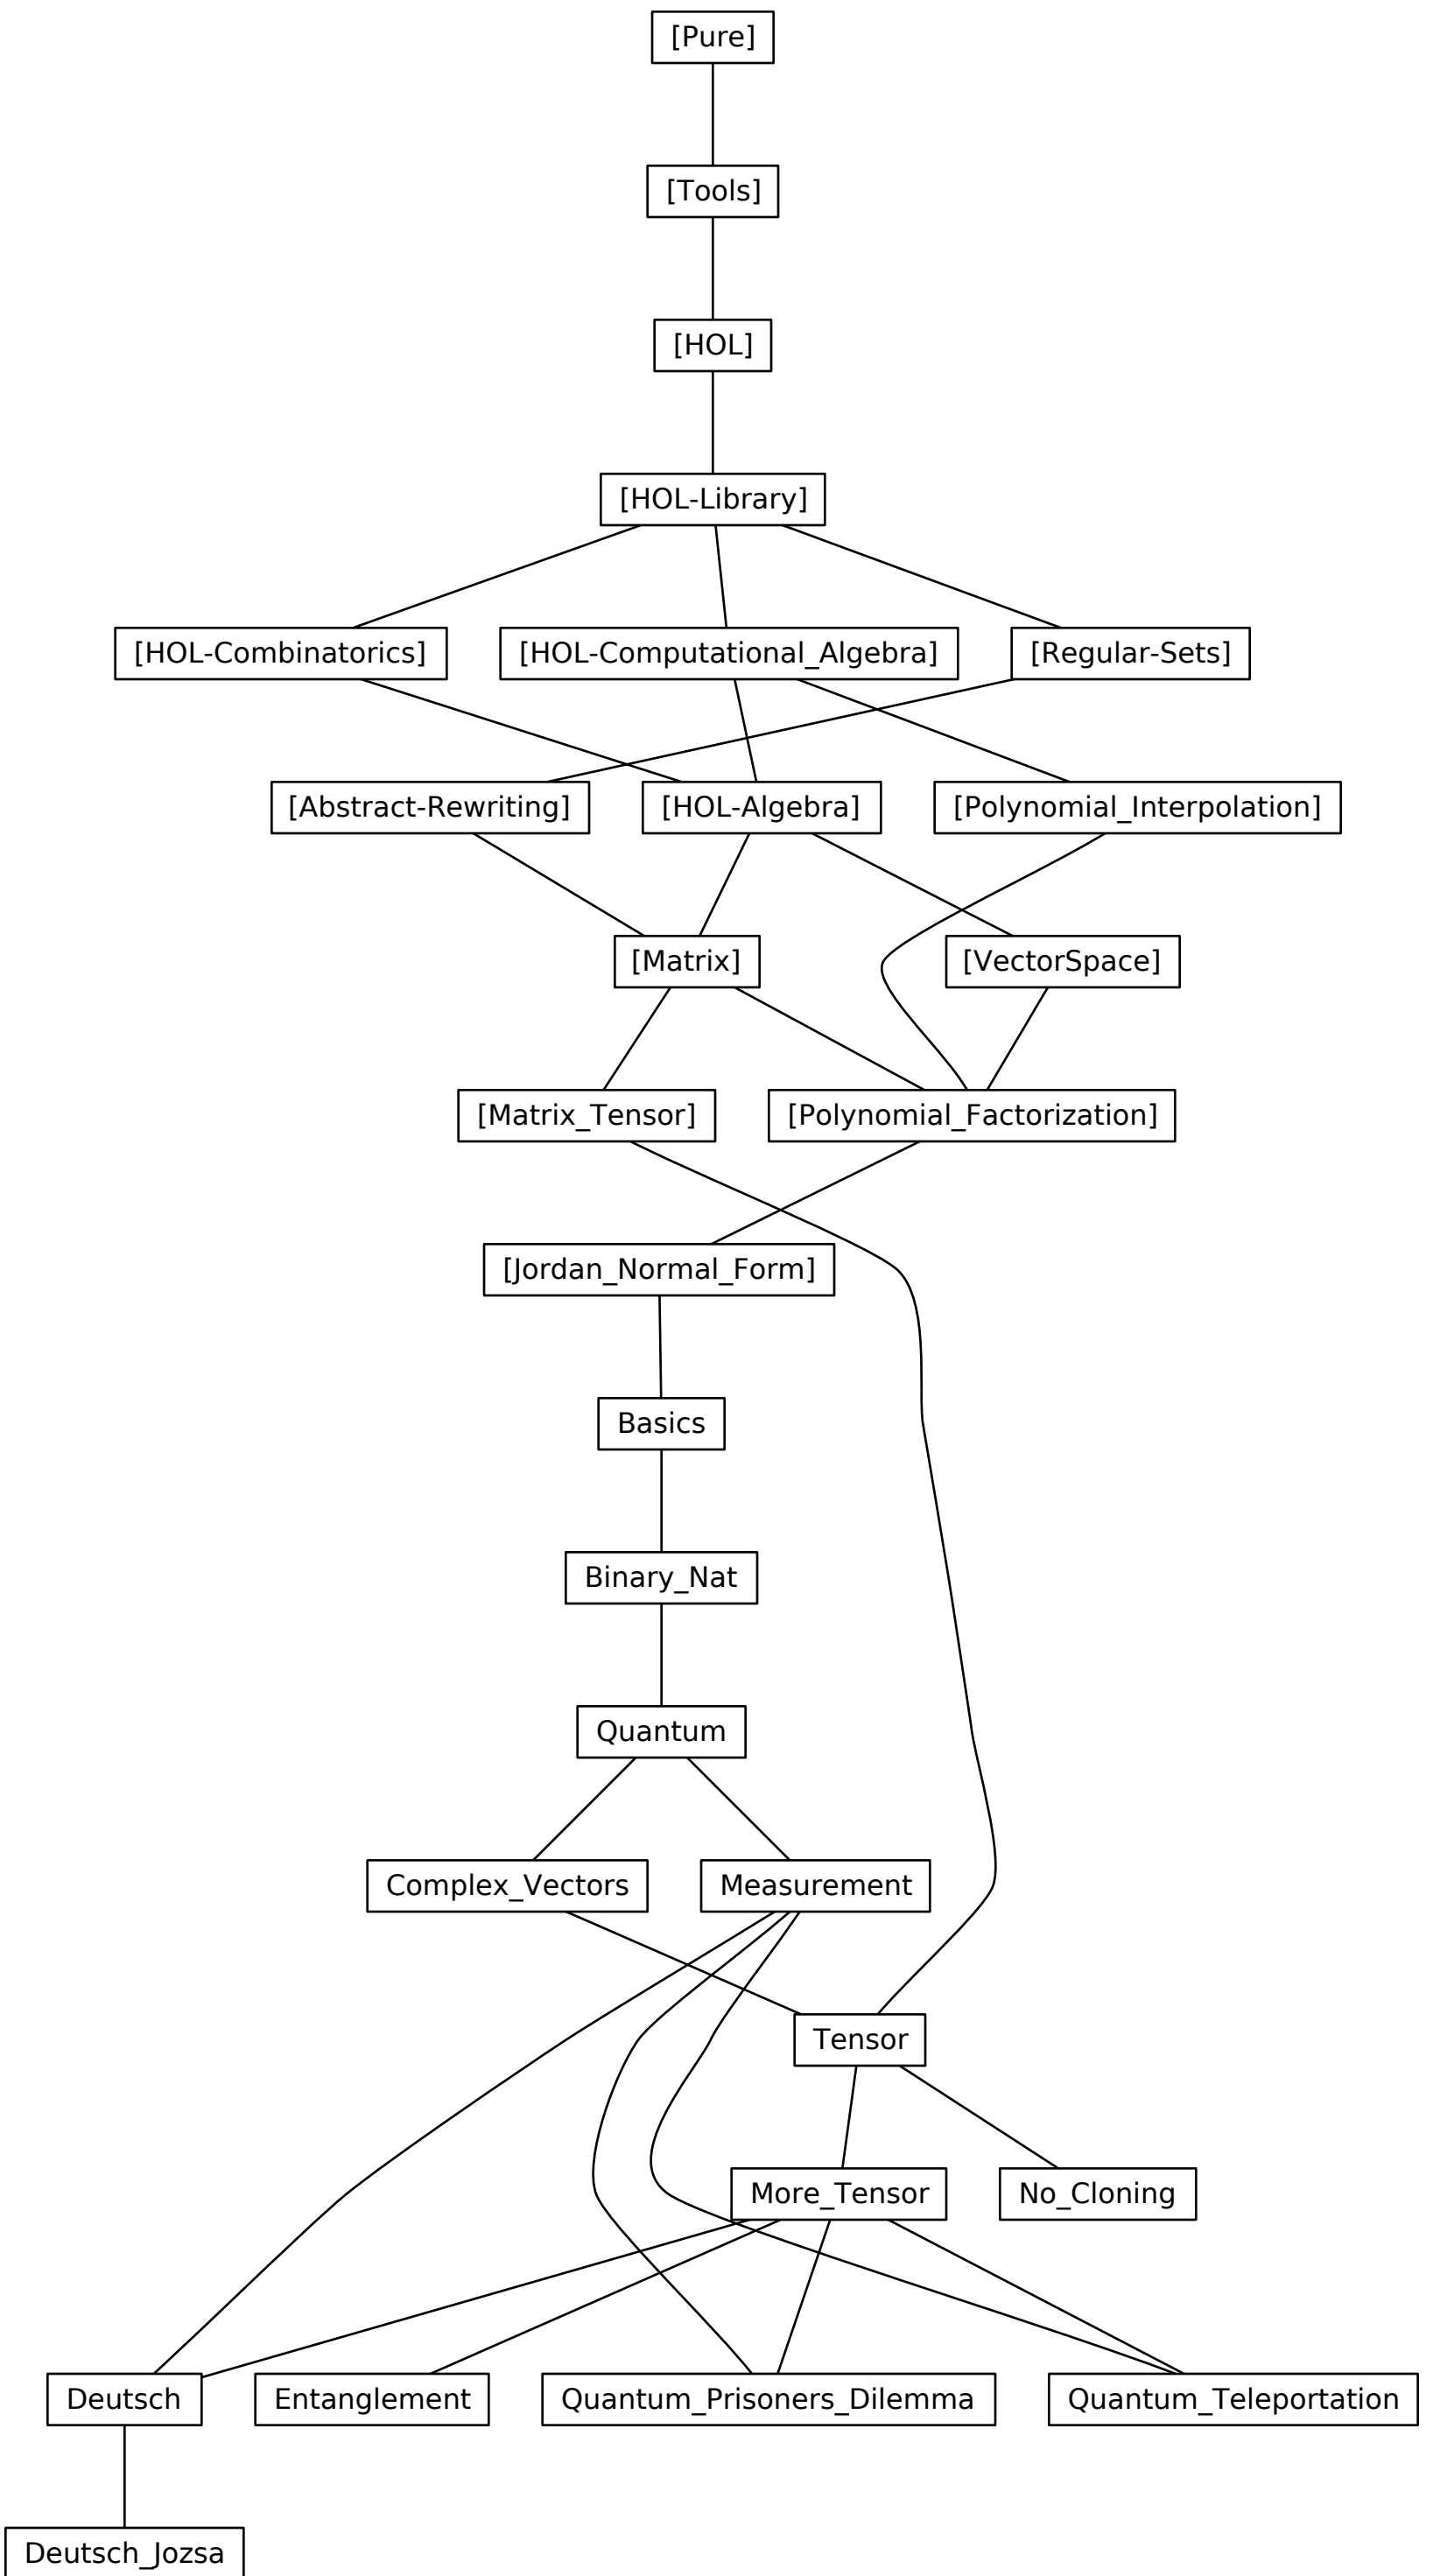 [Pure]
[Tools]
[HOL]
[HOL-Library]
[HOL-Combinatorics]
[HOL-Computational_Algebra]
[Regular-Sets]
[Abstract-Rewriting]
[HOL-Algebra]
[Polynomial_Interpolation]
[Matrix]
[VectorSpace]
[Matrix_Tensor]
[Polynomial_Factorization]
[Jordan_Normal_Form]
Basics
Binary_Nat
Quantum
Complex_Vectors
Measurement
Tensor
More_Tensor
No_Cloning
Deutsch
Entanglement
Quantum_Prisoners_Dilemma
Quantum_Teleportation
Deutsch_Jozsa